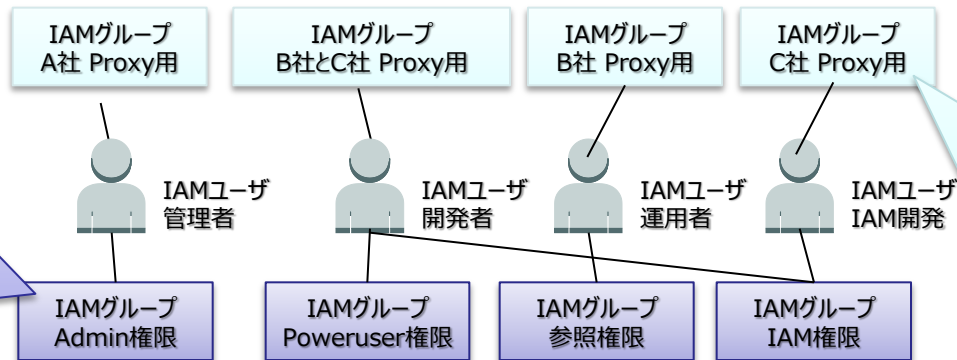 IAMグループ
A社 Proxy用
IAMグループ
B社とC社 Proxy用
IAMグループ
B社 Proxy用
IAMグループ
C社 Proxy用
IAMユーザ
管理者
IAMユーザ
開発者
IAMユーザ
運用者
IAMユーザ
IAM開発
IAMグループ
Admin権限
IAMグループ
Poweruser権限
IAMグループ
参照権限
IAMグループ
IAM権限